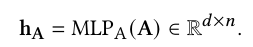 h_A = MLP_A(A) ∈ ℝ^{d×n}.